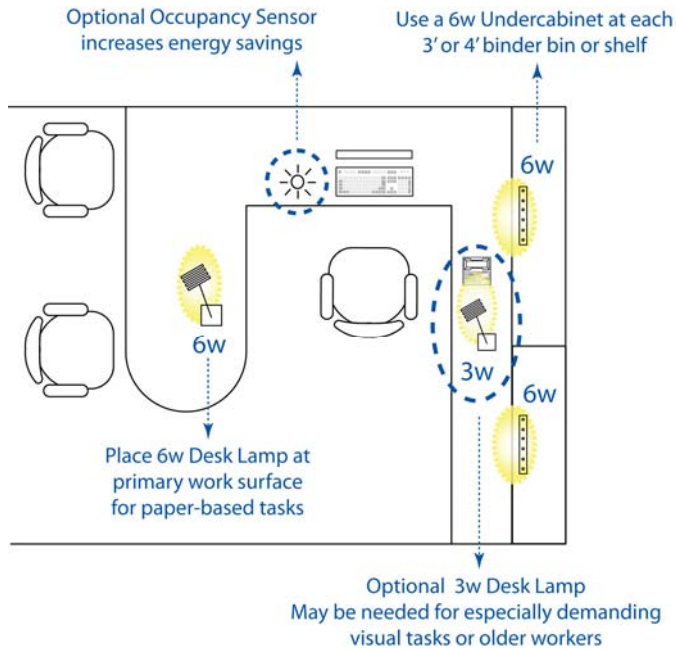 Optional Occupancy Sensor
increases energy savings
Use a 6w Undercabinet at each
3’ or 4’ binder bin or shelf
6w
6w
3w
6w
Place 6w Desk Lamp at
primary work surface
for paper-based tasks
Optional 3w Desk Lamp
May be needed for especially demanding
visual tasks or older workers